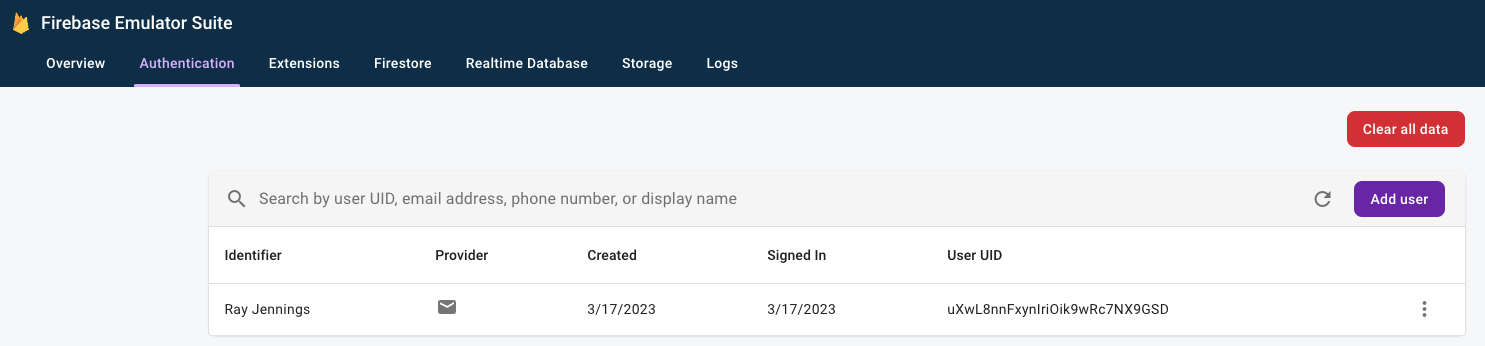 Firebase Emulator Suite
Overview Authentication Extensions Firestore Realtime Database Storage Logs
Clear all data
Search by user UID, email address, phone number, or display name Add user
Identifier Provider Created Signed In User UID
Ray Jennings 3/17/2023 3/17/2023 uXwL8nnFxynIriOik9wRc7NX9GSD